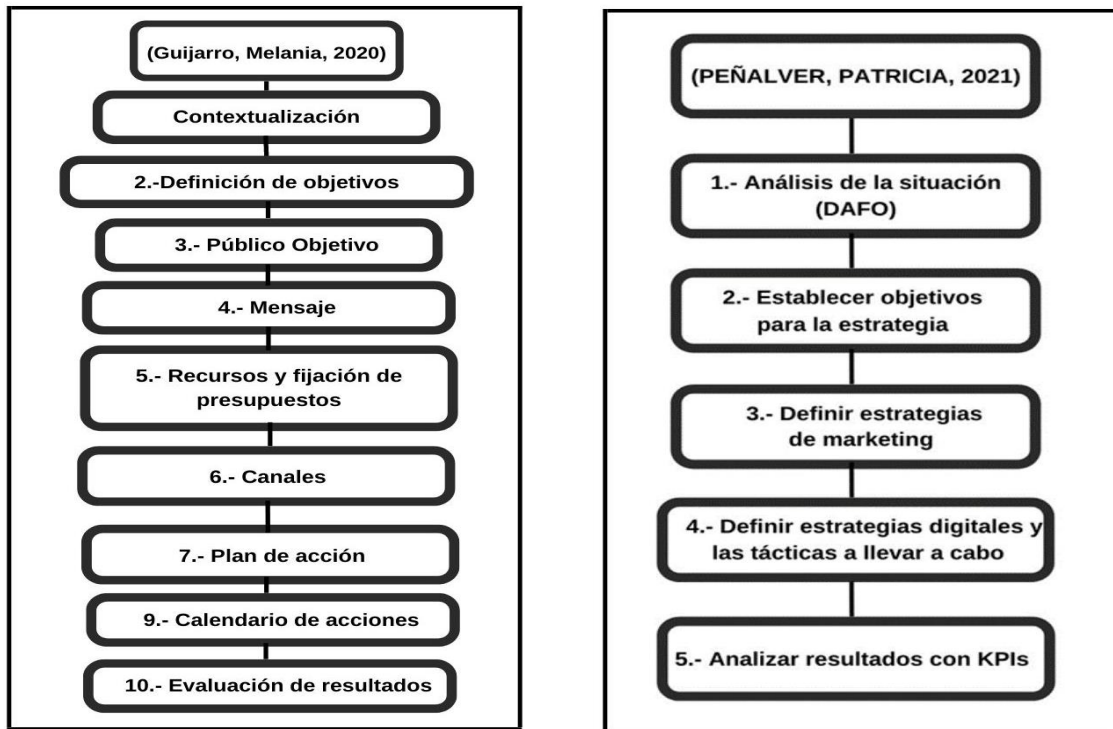 (Guijarro, Melania, 2020)
Contextualización
2.-Definición de objetivos
3.- Público Objetivo
4.- Mensaje
5.- Recursos y fijación de
presupuestos
6.- Canales
7.- Plan de acción
9.- Calendario de acciones
10.- Evaluación de resultados
(PEÑALVER, PATRICIA, 2021)
1.- Análisis de la situación
(DAFO)
2.- Establecer objetivos
para la estrategia
3.- Definir estrategias
de marketing
4.- Definir estrategias digitales y
las tácticas a llevar a cabo
5.- Analizar resultados con KPIs